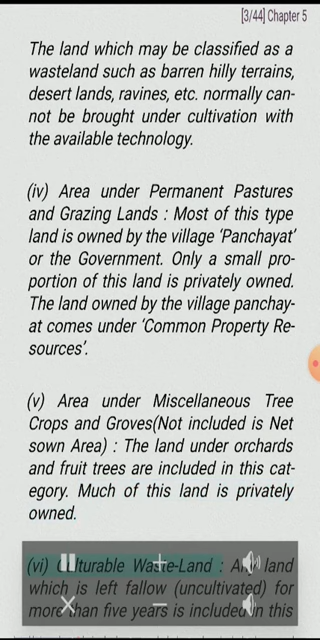 [3/44] Chapter 5
The land which may be classified as a
wasteland such as barren hilly terrains,
desert lands, ravines, etc. normally can-
not be brought under cultivation with
the available technology.
(iv) Area under Permanent Pastures
and Grazing Lands : Most of this type
land is owned by the village ‘Panchayat’
or the Government. Only a small pro-
portion of this land is privately owned.
The land owned by the village panchay-
at comes under ‘Common Property Re-
sources’.
(v) Area under Miscellaneous Tree
Crops and Groves(Not included is Net
sown Area) : The land under orchards
and fruit trees are included in this cat-
egory. Much of this land is privately
owned.
(vi) Culturable Waste-Land : Any land
which is left fallow (uncultivated) for
more than five years is included in this